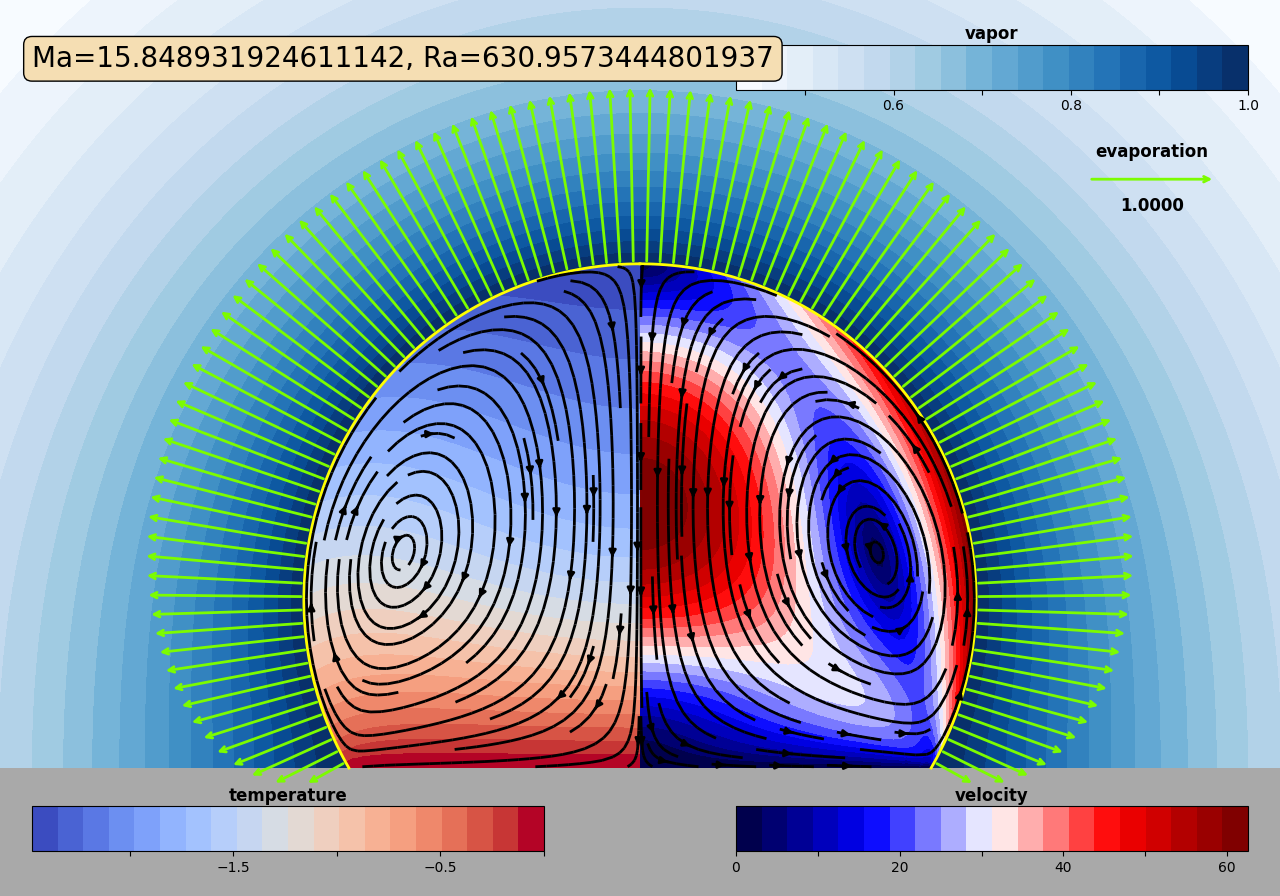 Ma=15.848931924611142, Ra=630.9573444801937
vapor
0.6 0.8 1.0
evaporation
1.0000
temperature
−1.5 −0.5
velocity
0 20 40 60